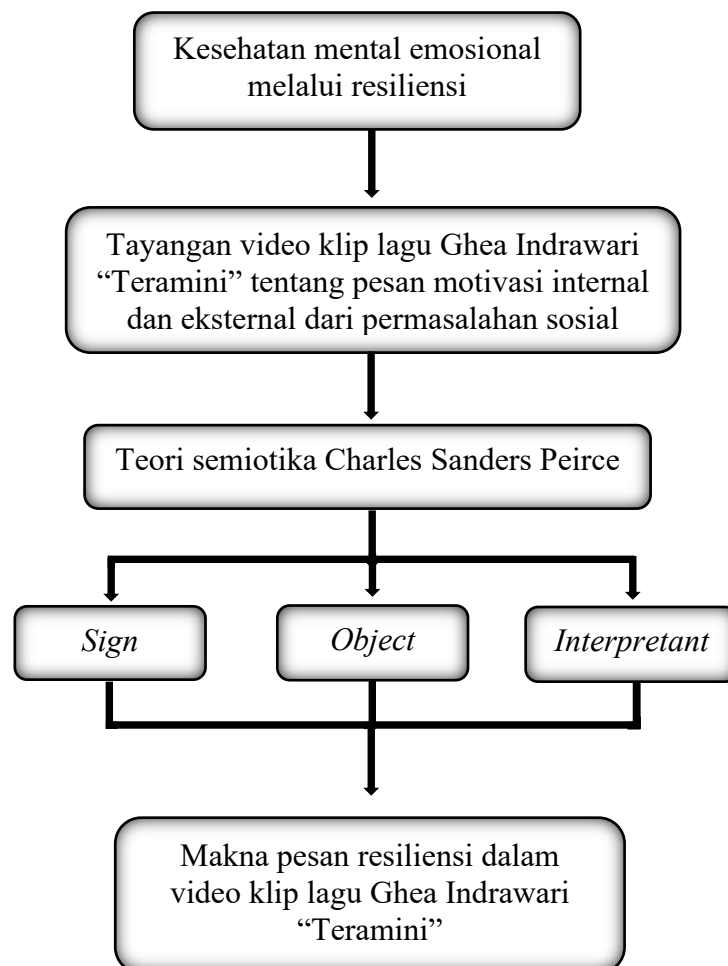 Kesehatan mental emosional
melalui resiliensi
Tayangan video klip lagu Ghea Indrawari
“Teramini” tentang pesan motivasi internal
dan eksternal dari permasalahan sosial
Teori semiotika Charles Sanders Peirce
Sign
Object
Interpretant
Makna pesan resiliensi dalam
video klip lagu Ghea Indrawari
“Teramini”